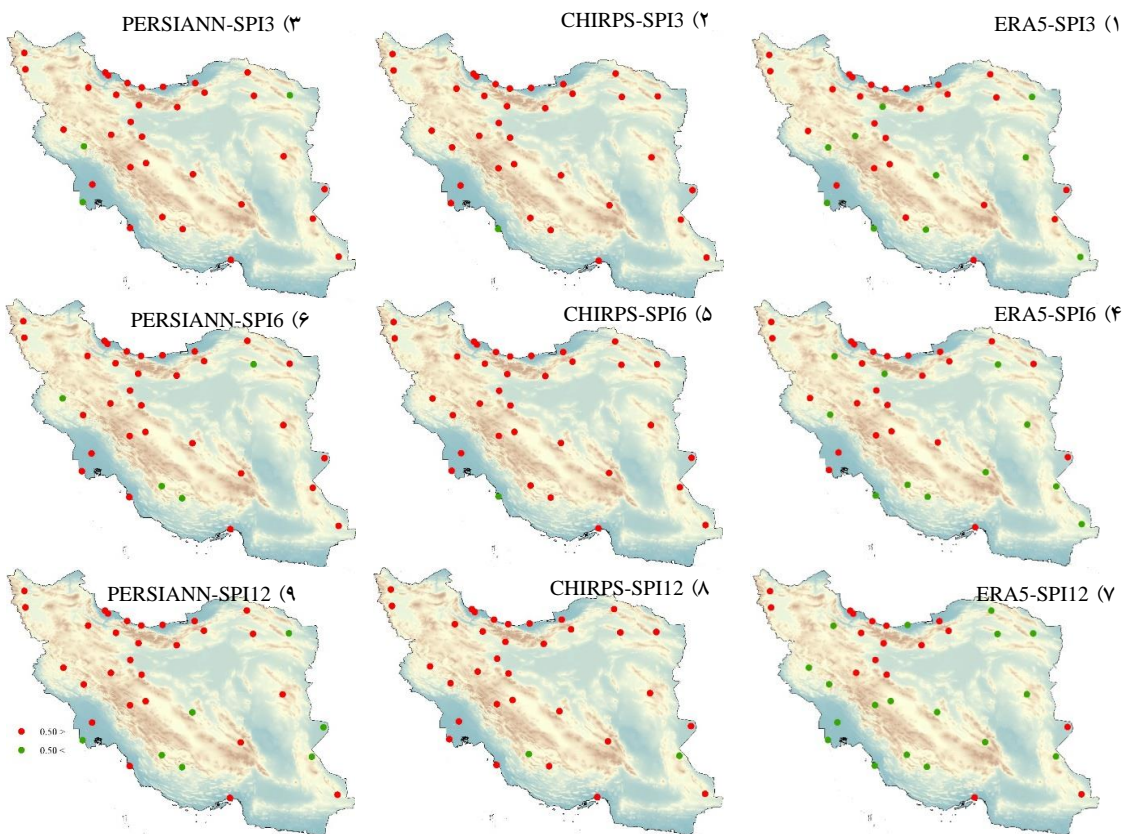 PERSIANN-SPI3 (۳
CHIRPS-SPI3 (۲
ERA5-SPI3 (۱
PERSIANN-SPI6 (۶
CHIRPS-SPI6 (۵
ERA5-SPI6 (۴
PERSIANN-SPI12 (۹
CHIRPS-SPI12 (۸
ERA5-SPI12 (۷
0.50 >
0.50 <